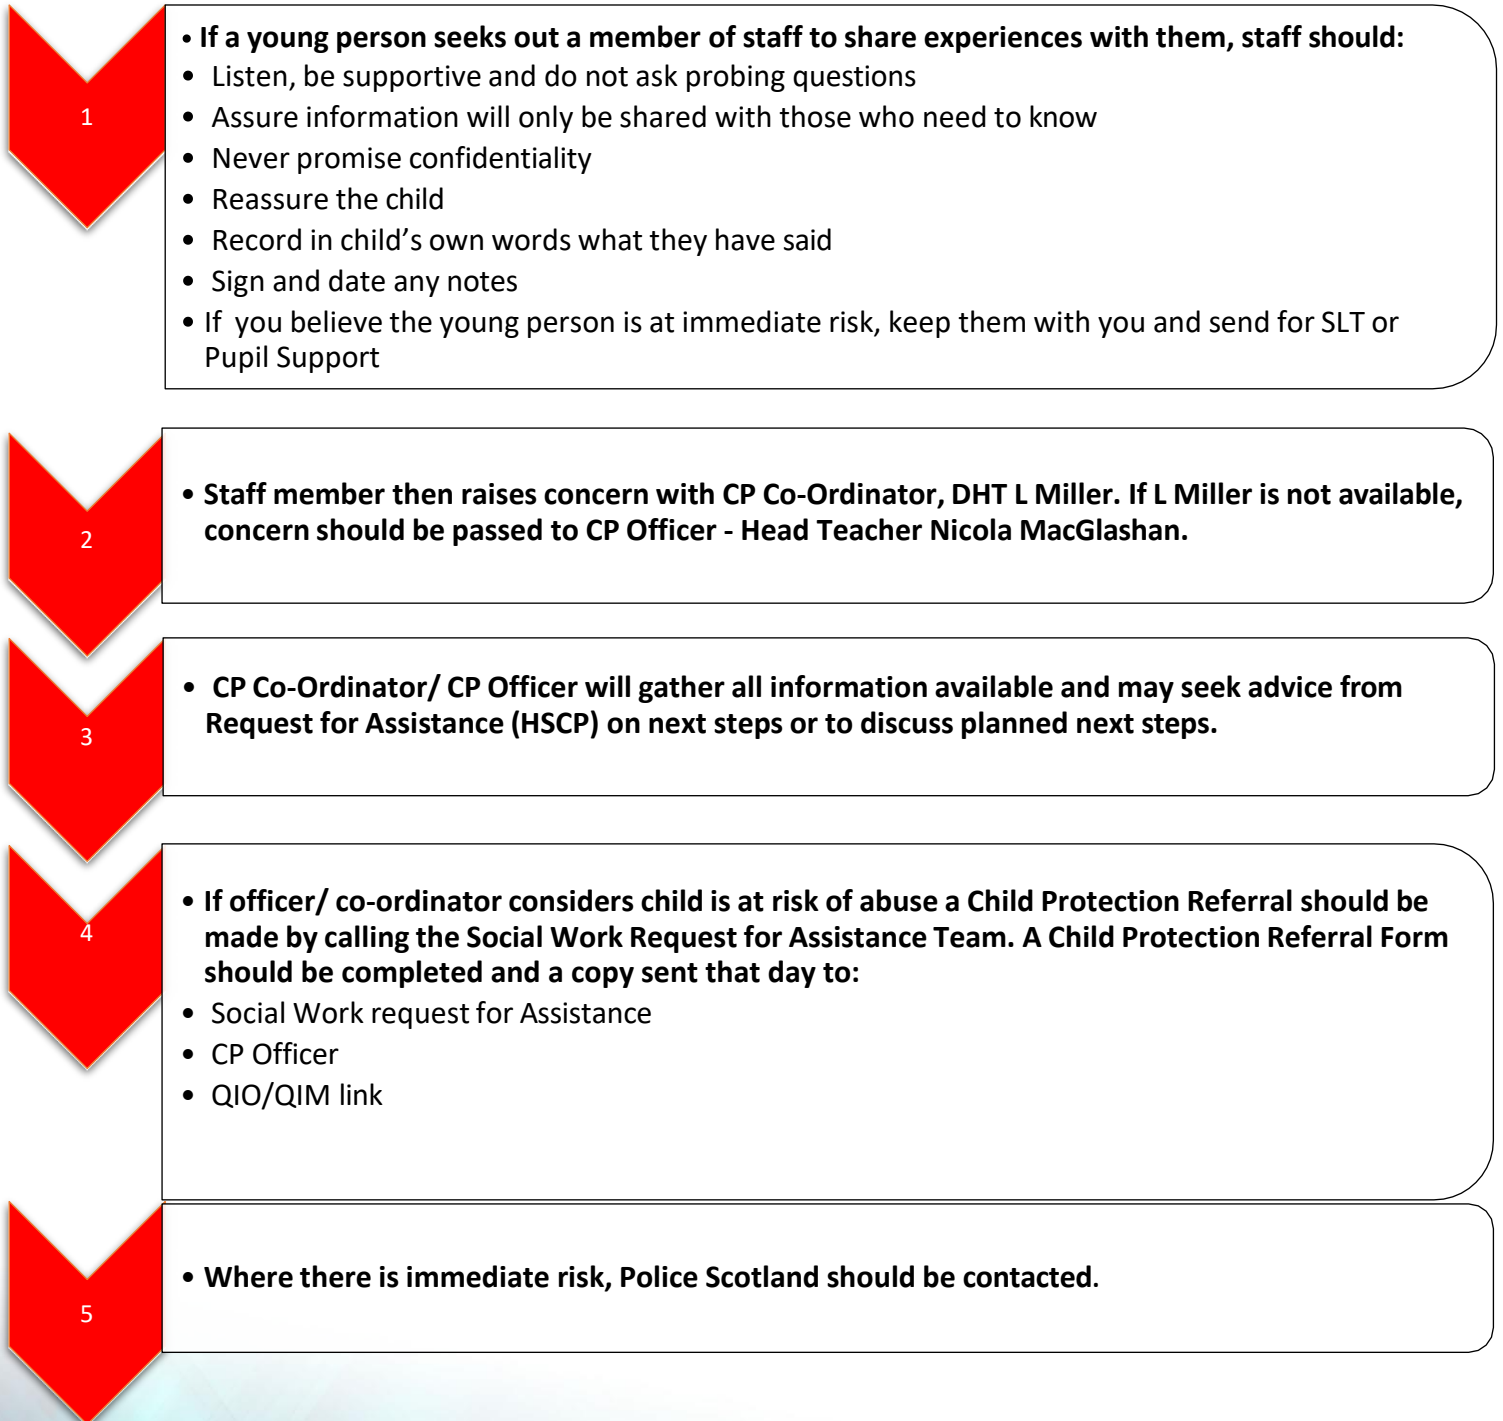 1
• If a young person seeks out a member of staff to share experiences with them, staff should:
• Listen, be supportive and do not ask probing questions
• Assure information will only be shared with those who need to know
• Never promise confidentiality
• Reassure the child
• Record in child's own words what they have said
• Sign and date any notes
• If you believe the young person is at immediate risk, keep them with you and send for SLT or
Pupil Support
2
• Staff member then raises concern with CP Co-Ordinator, DHT L Miller. If L Miller is not available,
concern should be passed to CP Officer - Head Teacher Nicola MacGlashan.
3
• CP Co-Ordinator/ CP Officer will gather all information available and may seek advice from
Request for Assistance (HSCP) on next steps or to discuss planned next steps.
4
• If officer/ co-ordinator considers child is at risk of abuse a Child Protection Referral should be
made by calling the Social Work Request for Assistance Team. A Child Protection Referral Form
should be completed and a copy sent that day to:
• Social Work request for Assistance
• CP Officer
• QIO/QIM link
5
• Where there is immediate risk, Police Scotland should be contacted.